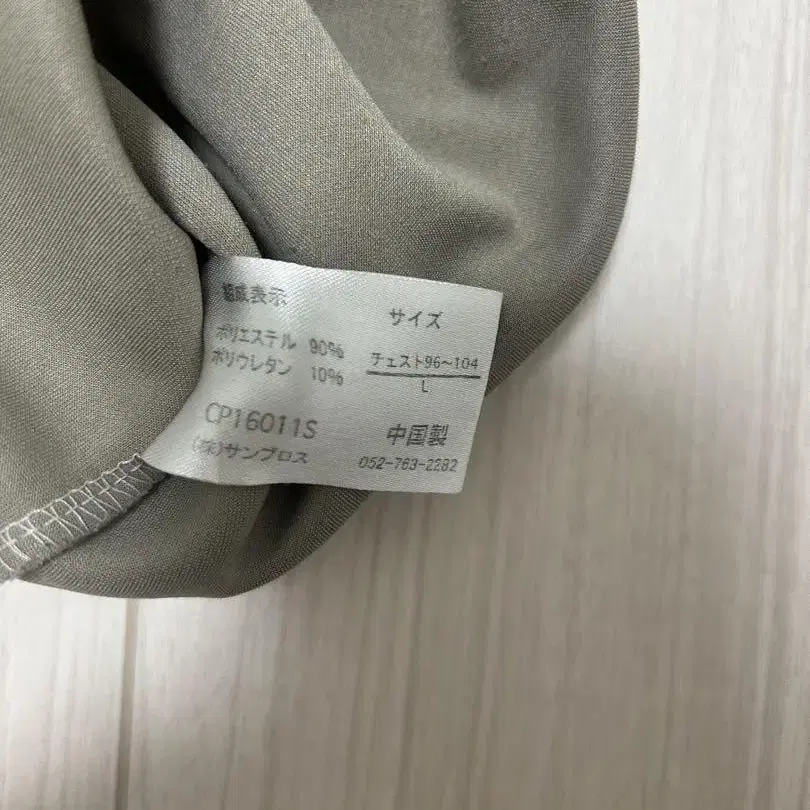 組成表示
ポリエステル 90%
ポリウレタン 10%
CP16011S
(株)サンブロス
サイズ
チェスト96~104
L
中国製
052-763-2282